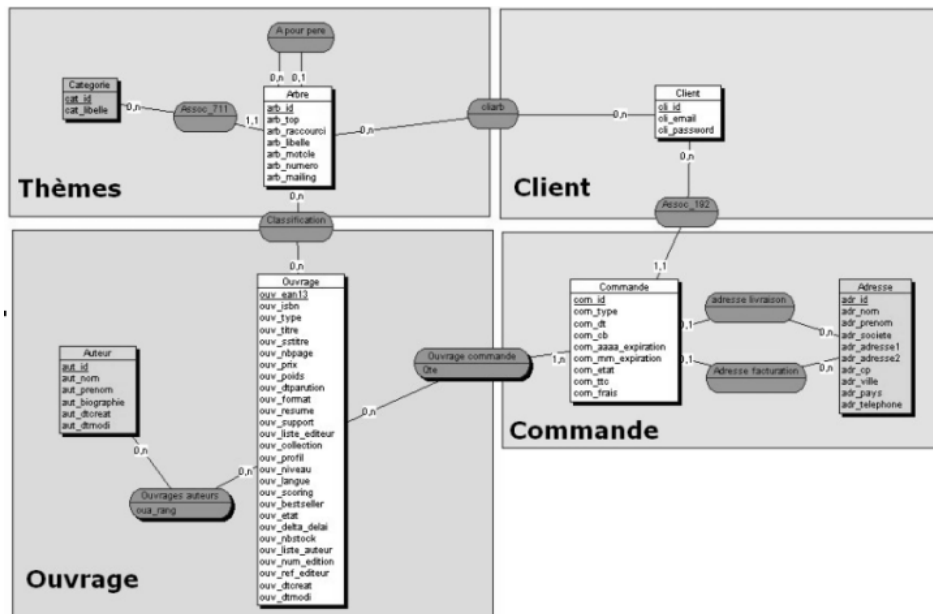 A pour pere
0,n
0,1
Categorie
cat_id
cat_libelle
0,n
Assoc_711
1,1
Arbre
arb_id
arb_top
arb_raccourci
arb_libelle
arb_motcle
arb_numero
arb_mailing
0,n
cliarb
0,n
Client
cli_id
cli_email
cli_password
Thèmes
0,n
Client
0,n
Assoc_192
1,1
Classification
0,n
Ouvrage
ouv_ean13
ouv_isbn
ouv_type
ouv_titre
ouv_sstitre
ouv_nbpage
ouv_prix
ouv_poids
ouv_dtparution
ouv_format
ouv_resume
ouv_support
ouv_liste_editeur
ouv_collection
ouv_profil
ouv_niveau
ouv_langue
ouv_scoring
ouv_bestseller
ouv_etat
ouv_delta_delai
ouv_nbstock
ouv_liste_auteur
ouv_num_edition
ouv_ref_editeur
ouv_dtcreat
ouv_dtmodi
Auteur
aut_id
aut_nom
aut_prenom
aut_biographie
aut_dtcreat
aut_dtmodi
0,n
0,n
Ouvrages auteurs
oua_rang
Ouvrage
Ouvrage commande
Qte
0,n
1,n
Commande
com_id
com_type
com_dt
com_cb
com_aaaa_expiration
com_mm_expiration
com_etat
com_ttc
com_frais
0,1
adresse livraison
0,n
0,1
Adresse facturation
0,n
Adresse
adr_id
adr_nom
adr_prenom
adr_societe
adr_adresse1
adr_adresse2
adr_cp
adr_ville
adr_pays
adr_telephone
Commande